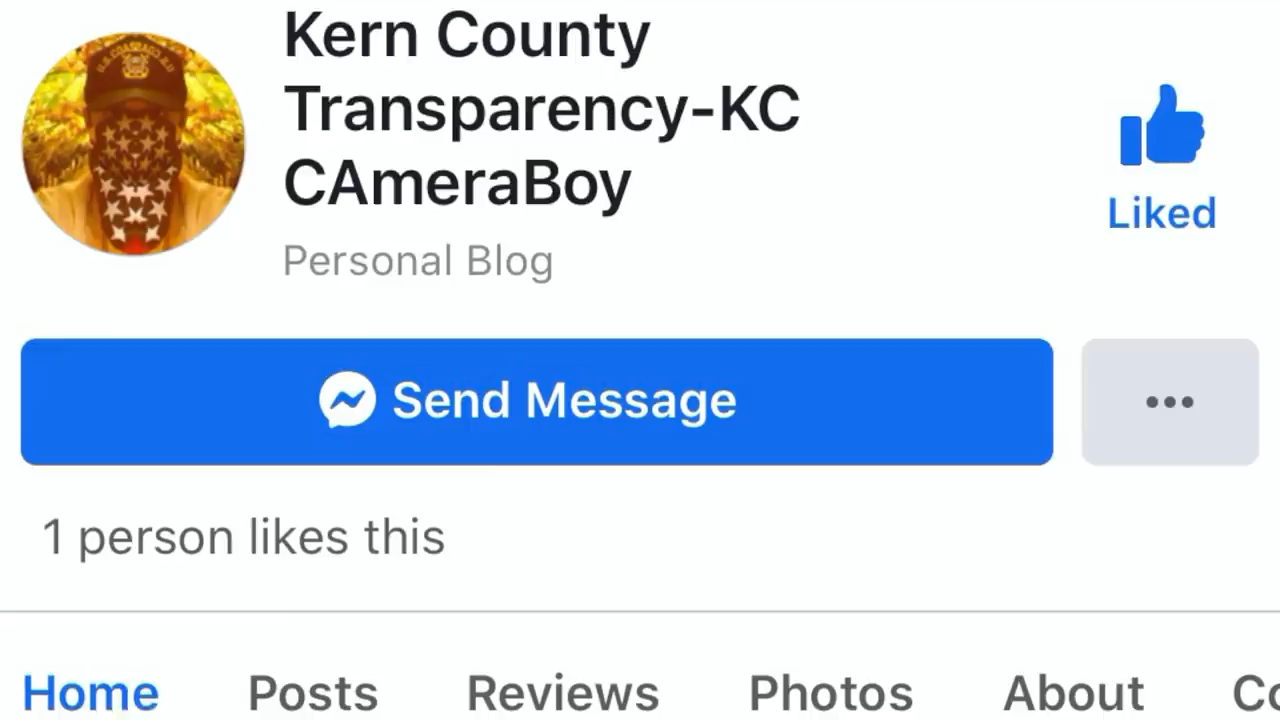 Kern County
Transparency-KC
CAmeraBoy
Personal Blog
Liked
Send Message
1 person likes this
Home Posts Reviews Photos About Co